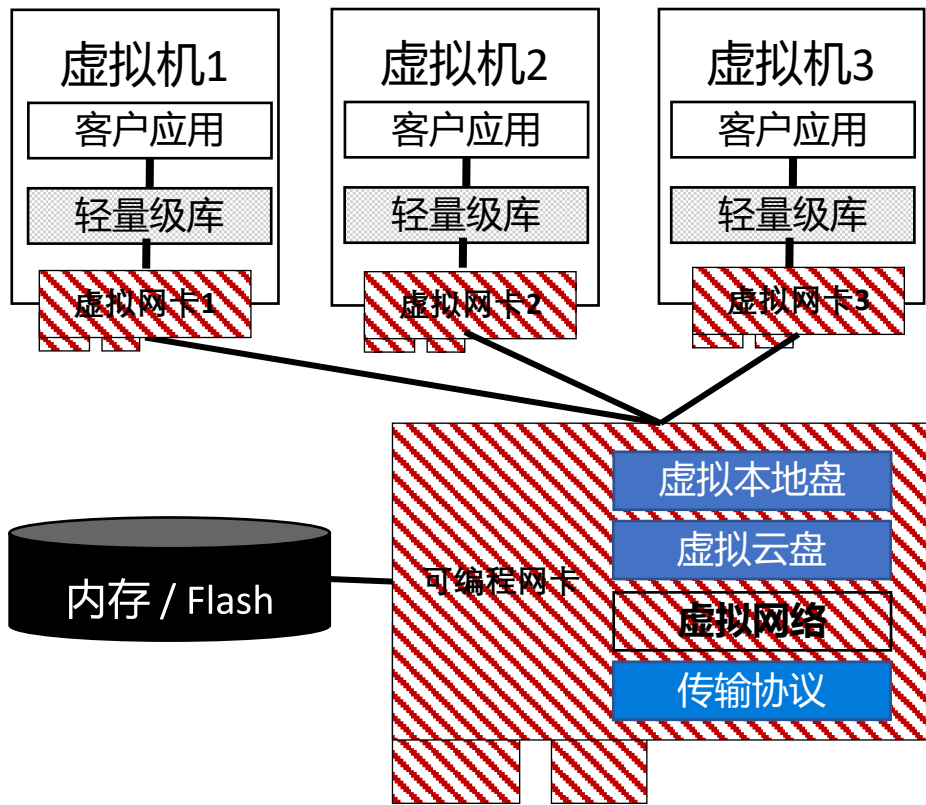 虚拟机1
客户应用
轻量级库
虚拟网卡1
虚拟机2
客户应用
轻量级库
虚拟网卡2
虚拟机3
客户应用
轻量级库
虚拟网卡3
内存 / Flash
可编程网卡
虚拟本地盘
虚拟云盘
虚拟网络
传输协议